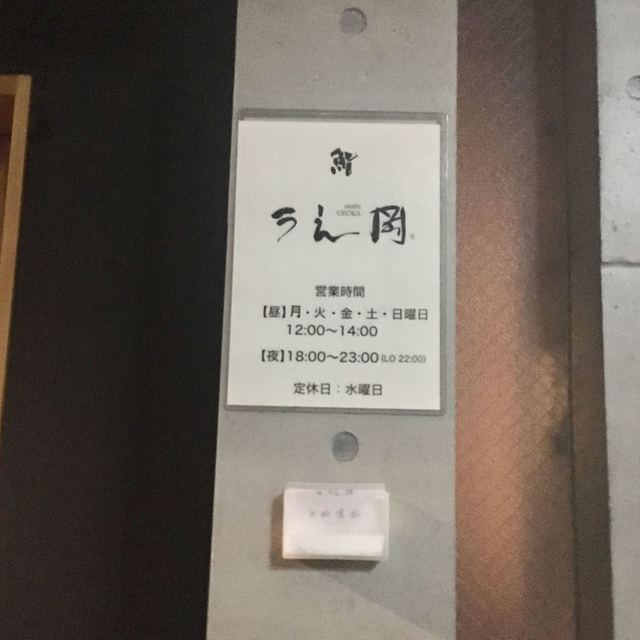 鮨
sushi
UEOKA
うえ岡
営業時間
【昼】月・火・金・土・日曜日
12:00〜14:00
【夜】18:00〜23:00(LO 22:00)
定休日：水曜日